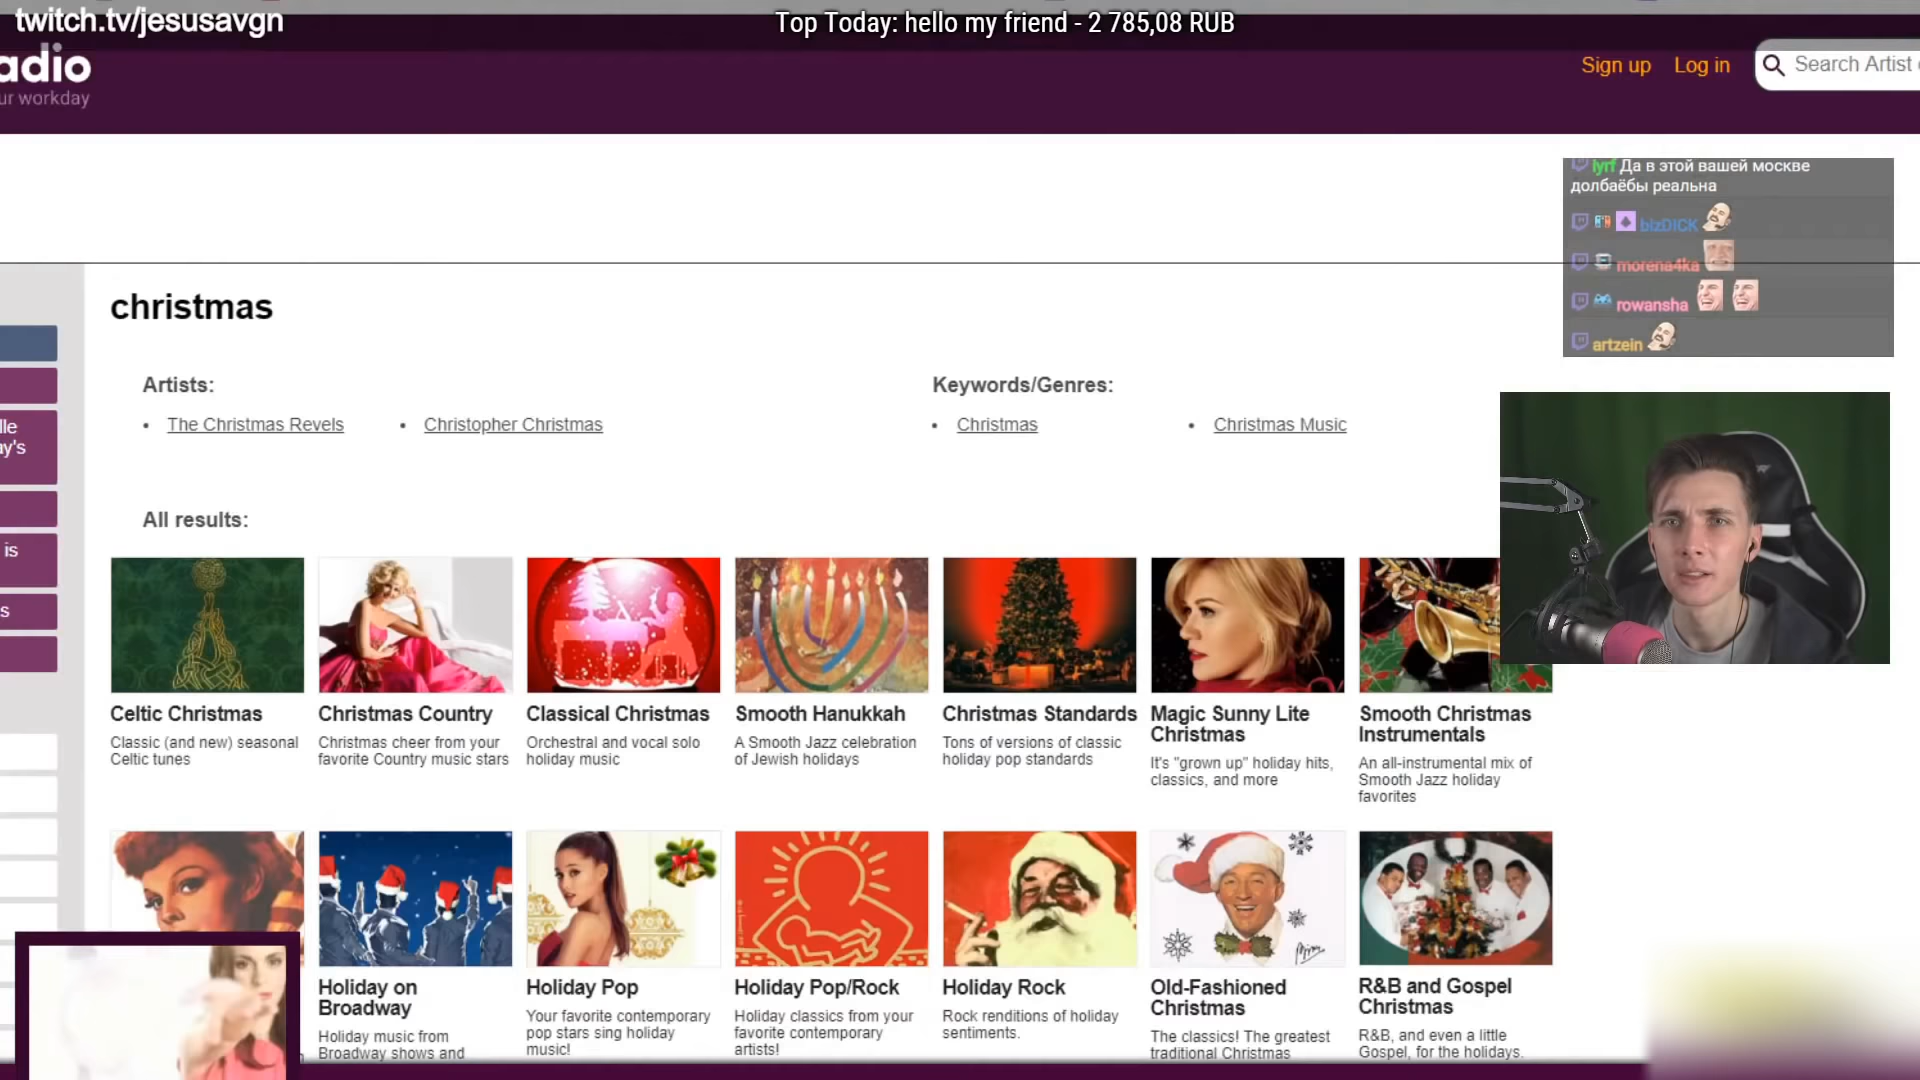 twitch.tv/jesusavgn
Top Today: hello my friend - 2 785,08 RUB
adio
ur workday
Sign up Log in
Search Artist
lyrf Да в этой вашей москве
долбаёбы реальна
bizDICK
morena4ka
rowansha
artzein
christmas
Artists:
• The Christmas Revels • Christopher Christmas
Keywords/Genres:
• Christmas • Christmas Music
lle
ay's
is
s
All results:
Celtic Christmas
Classic (and new) seasonal
Celtic tunes
Christmas Country
Christmas cheer from your
favorite Country music stars
Classical Christmas
Orchestral and vocal solo
holiday music
Smooth Hanukkah
A Smooth Jazz celebration
of Jewish holidays
Christmas Standards
Tons of versions of classic
holiday pop standards
Magic Sunny Lite
Christmas
It's "grown up" holiday hits,
classics, and more
Smooth Christmas
Instrumentals
An all-instrumental mix of
Smooth Jazz holiday
favorites
Holiday on
Broadway
Holiday music from
Broadway shows and
Holiday Pop
Your favorite contemporary
pop stars sing holiday
music!
Holiday Pop/Rock
Holiday classics from your
favorite contemporary
artists!
Holiday Rock
Rock renditions of holiday
sentiments.
Old-Fashioned
Christmas
The classics! The greatest
traditional Christmas
R&B and Gospel
Christmas
R&B, and even a little
Gospel, for the holidays.